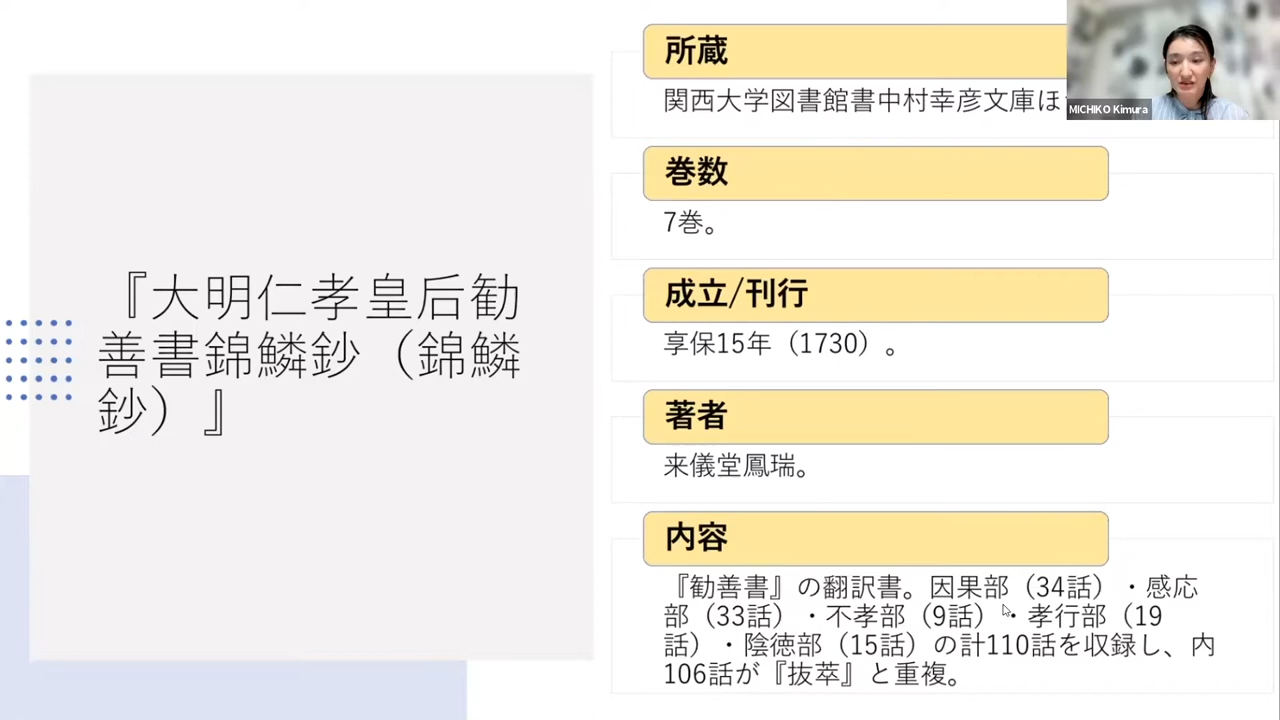 『大明仁孝皇后勧
善書錦鱗鈔（錦鱗
鈔）』
所蔵
関西大学図書館書中村幸彦文庫ほ
巻数
7巻。
成立/刊行
享保15年（1730）。
著者
来儀堂鳳瑞。
内容
『勧善書』の翻訳書。因果部（34話）・感応
部（33話）・不孝部（9話）・孝行部（19
話）・陰徳部（15話）の計110話を収録し、内
106話が『抜萃』と重複。
MICHIKO Kimura